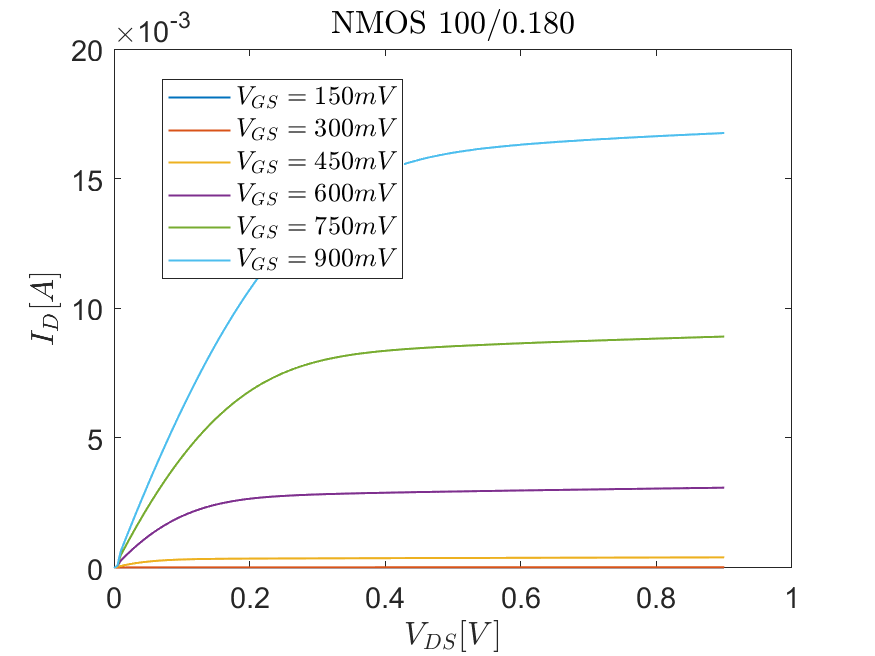 NMOS 100/0.180
×10-3
20
15
10
5
0
V_GS = 150mV
V_GS = 300mV
V_GS = 450mV
V_GS = 600mV
V_GS = 750mV
V_GS = 900mV
I_D[A]
0 0.2 0.4 0.6 0.8 1
V_DS[V]